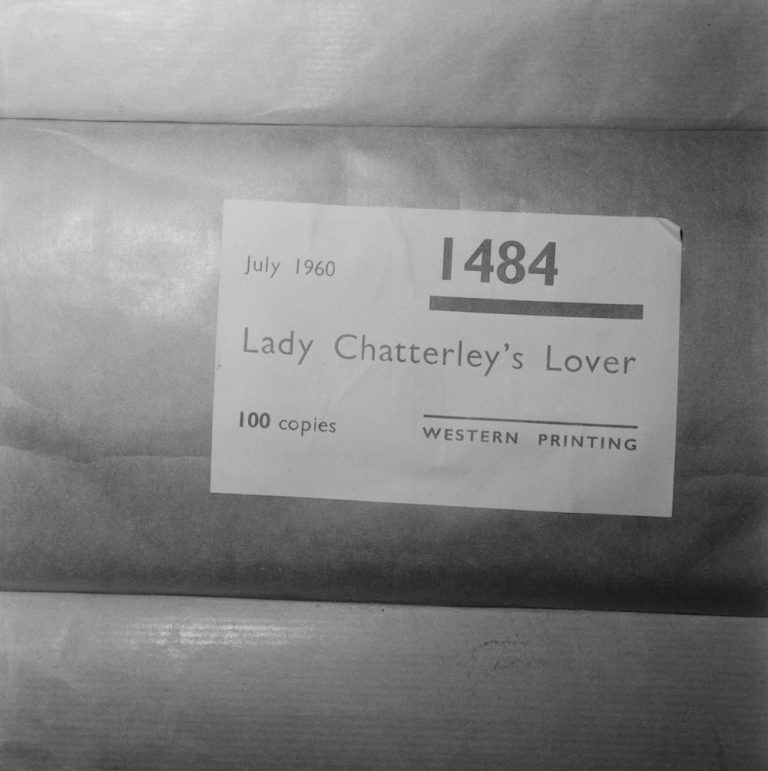 July 1960 1484
Lady Chatterley's Lover
100 copies WESTERN PRINTING